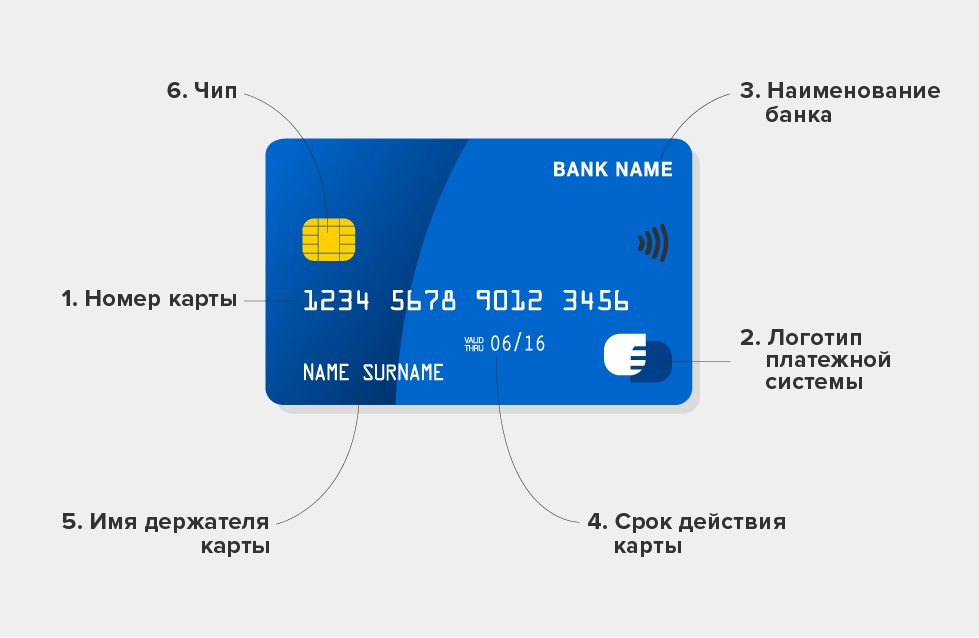 6. Чип
3. Наименование
банка
BANK NAME
1. Номер карты
1234 5678 9012 3456
VALID
THRU 06/16
2. Логотип
платежной
системы
NAME SURNAME
5. Имя держателя
карты
4. Срок действия
карты